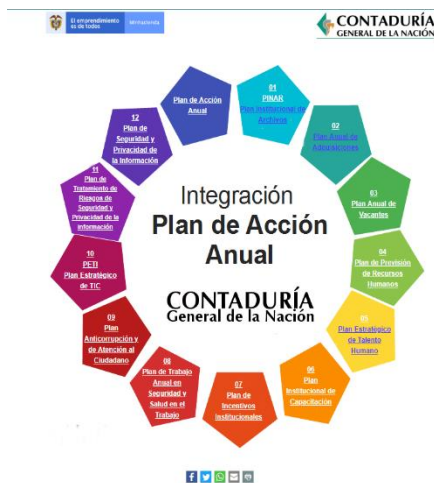 El emprendimiento
es de todos
Minhacienda
CONTADURÍA
GENERAL DE LA NACIÓN
Plan de Acción
Anual
01
PINAR
Plan Institucional de
Archivos
02
Plan Anual de
Adquisiciones
03
Plan Anual de
Vacantes
04
Plan de Previsión
de Recursos
Humanos
05
Plan Estratégico
de Talento
Humano
06
Plan
Institucional de
Capacitación
07
Plan de
Incentivos
Institucionales
08
Plan de Trabajo
Anual en
Seguridad y
Salud en el
Trabajo
09
Plan
Anticorrupción y
de Atención al
Ciudadano
10
PETI
Plan Estratégico
de TIC
11
Plan de
Tratamiento de
Riesgos de
Seguridad y
Privacidad de la
información
12
Plan de
Seguridad y
Privacidad de
la Información
Integración
Plan de Acción
Anual
CONTADURÍA
General de la Nación